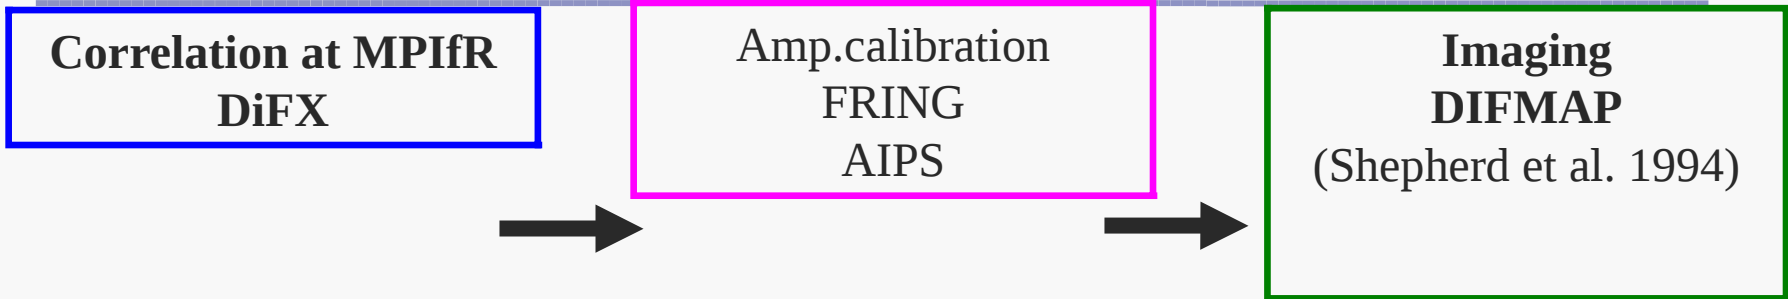 Correlation at MPIfR
DiFX
Amp.calibration
FRING
AIPS
Imaging
DIFMAP
(Shepherd et al. 1994)